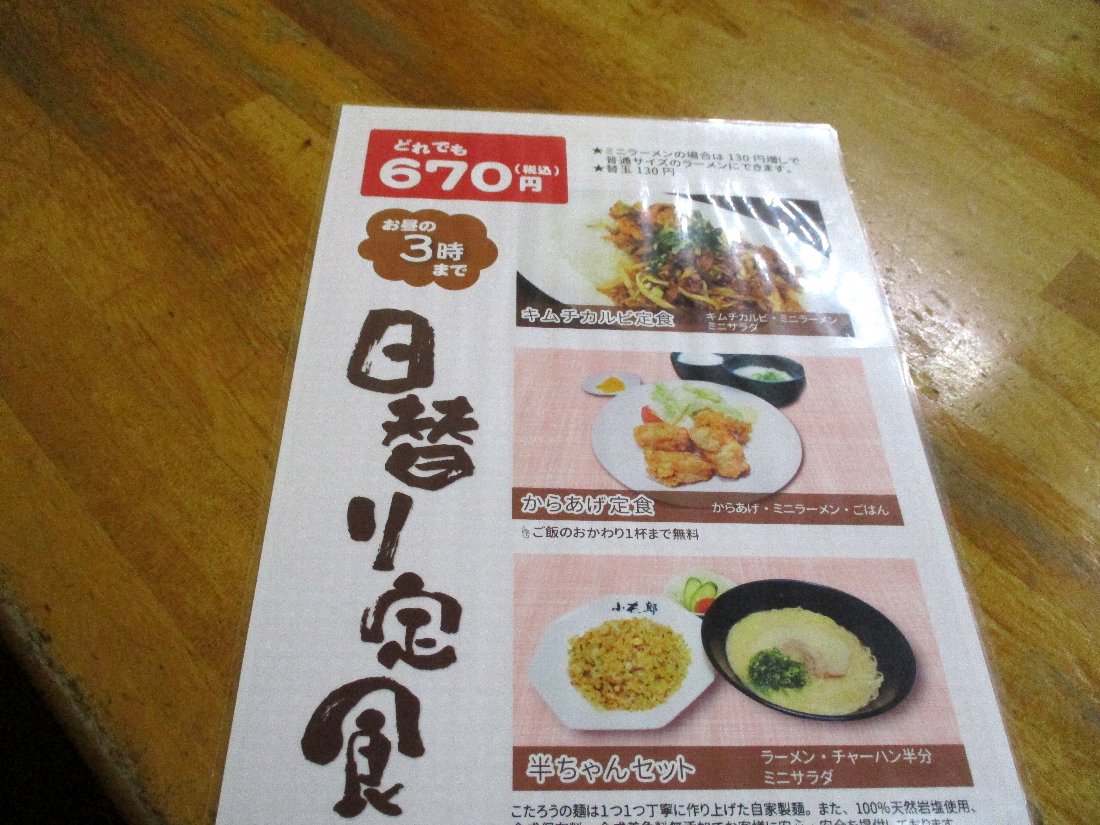 どれでも
670円(税込)
★ミニラーメンの場合は130円増しで
普通サイズのラーメンにできます。
★替玉130円
お昼の
3時
まで
日替り定食
キムチカルビ定食
キムチカルビ・ミニラーメン
ミニサラダ
からあげ定食
からあげ・ミニラーメン・ごはん
ご飯のおかわり1杯まで無料
半ちゃんセット
ラーメン・チャーハン半分
ミニサラダ
こたろうの麺は1つ1つ丁寧に作り上げた自家製麺。また、100%天然岩塩使用、